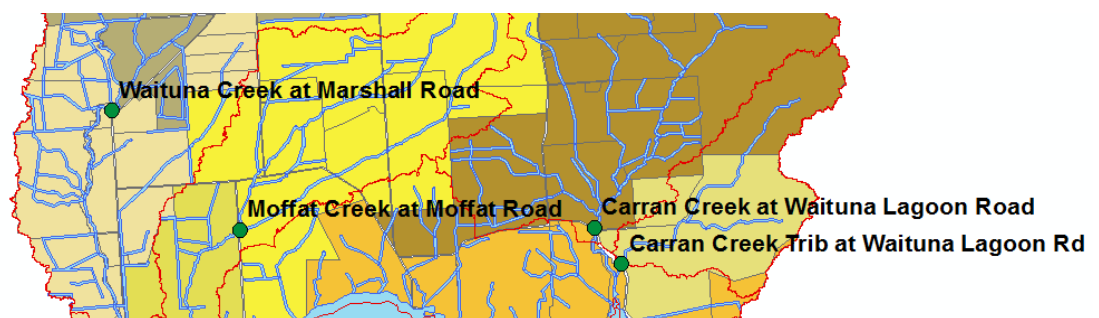 Waituna Creek at Marshall Road
Moffat Creek at Moffat Road
Carran Creek at Waituna Lagoon Road
Carran Creek Trib at Waituna Lagoon Rd